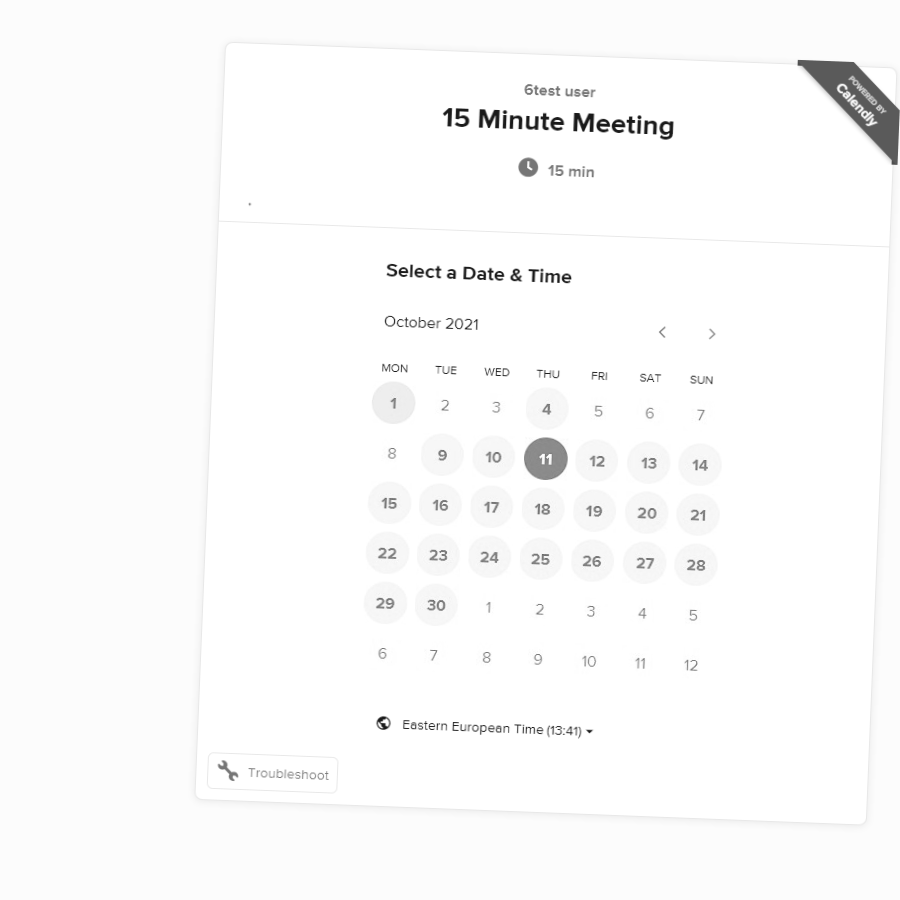 6test user
15 Minute Meeting
15 min
POWERED BY
Calendly
.
Select a Date & Time
October 2021
MON TUE WED THU FRI SAT SUN
1 2 3 4 5 6 7
8 9 10 11 12 13 14
15 16 17 18 19 20 21
22 23 24 25 26 27 28
29 30 1 2 3 4 5
6 7 8 9 10 11 12
Eastern European Time (13:41)
Troubleshoot